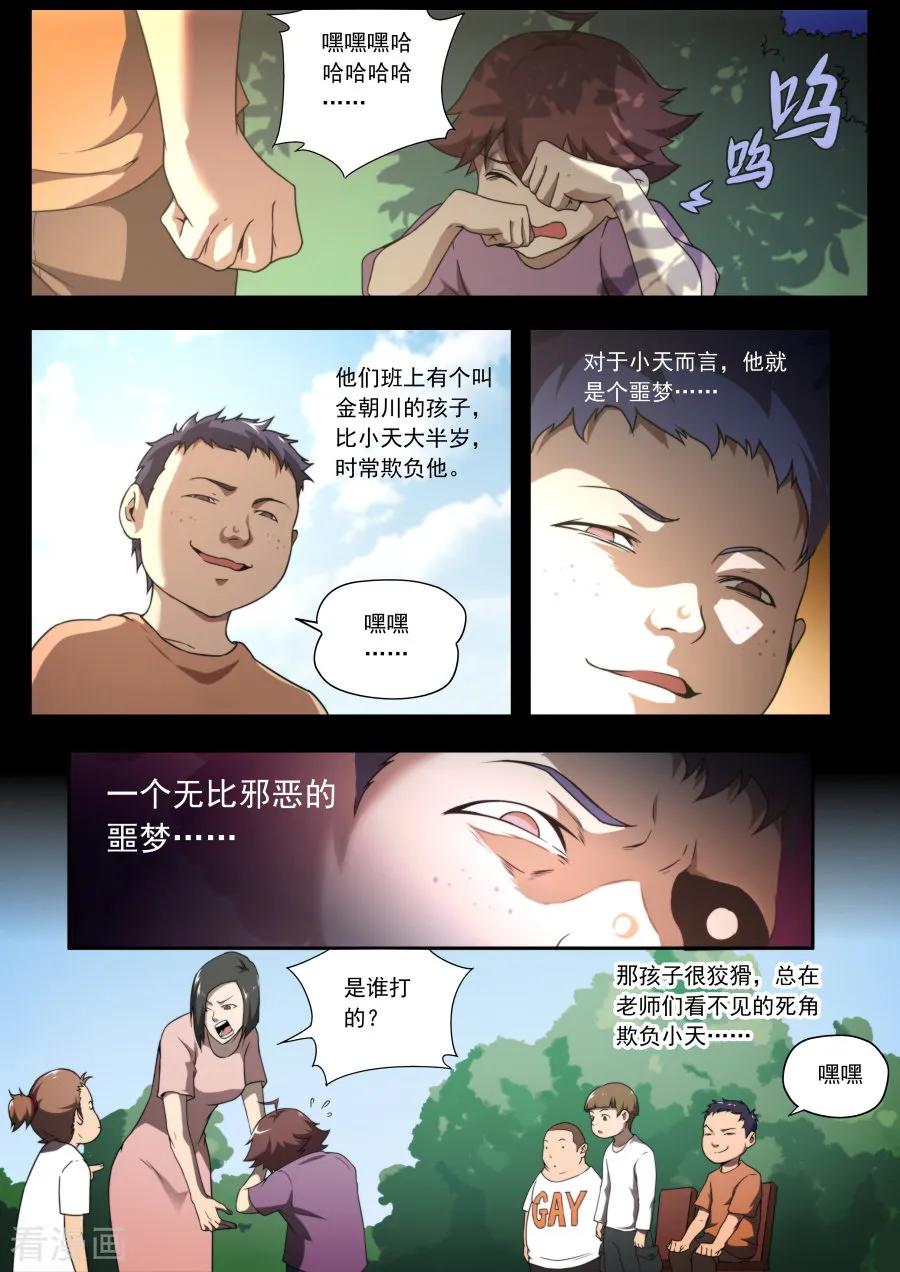 嘿嘿嘿哈
哈哈哈哈
……
呜
呜
他们班上有个叫
金朝川的孩子，
比小天大半岁，
时常欺负他。
嘿嘿
……
对于小天而言，他就
是个噩梦……
一个无比邪恶的
噩梦……
是谁打
的？
那孩子很狡猾，总在
老师们看不见的死角
欺负小天……
嘿嘿
GAY
看漫画